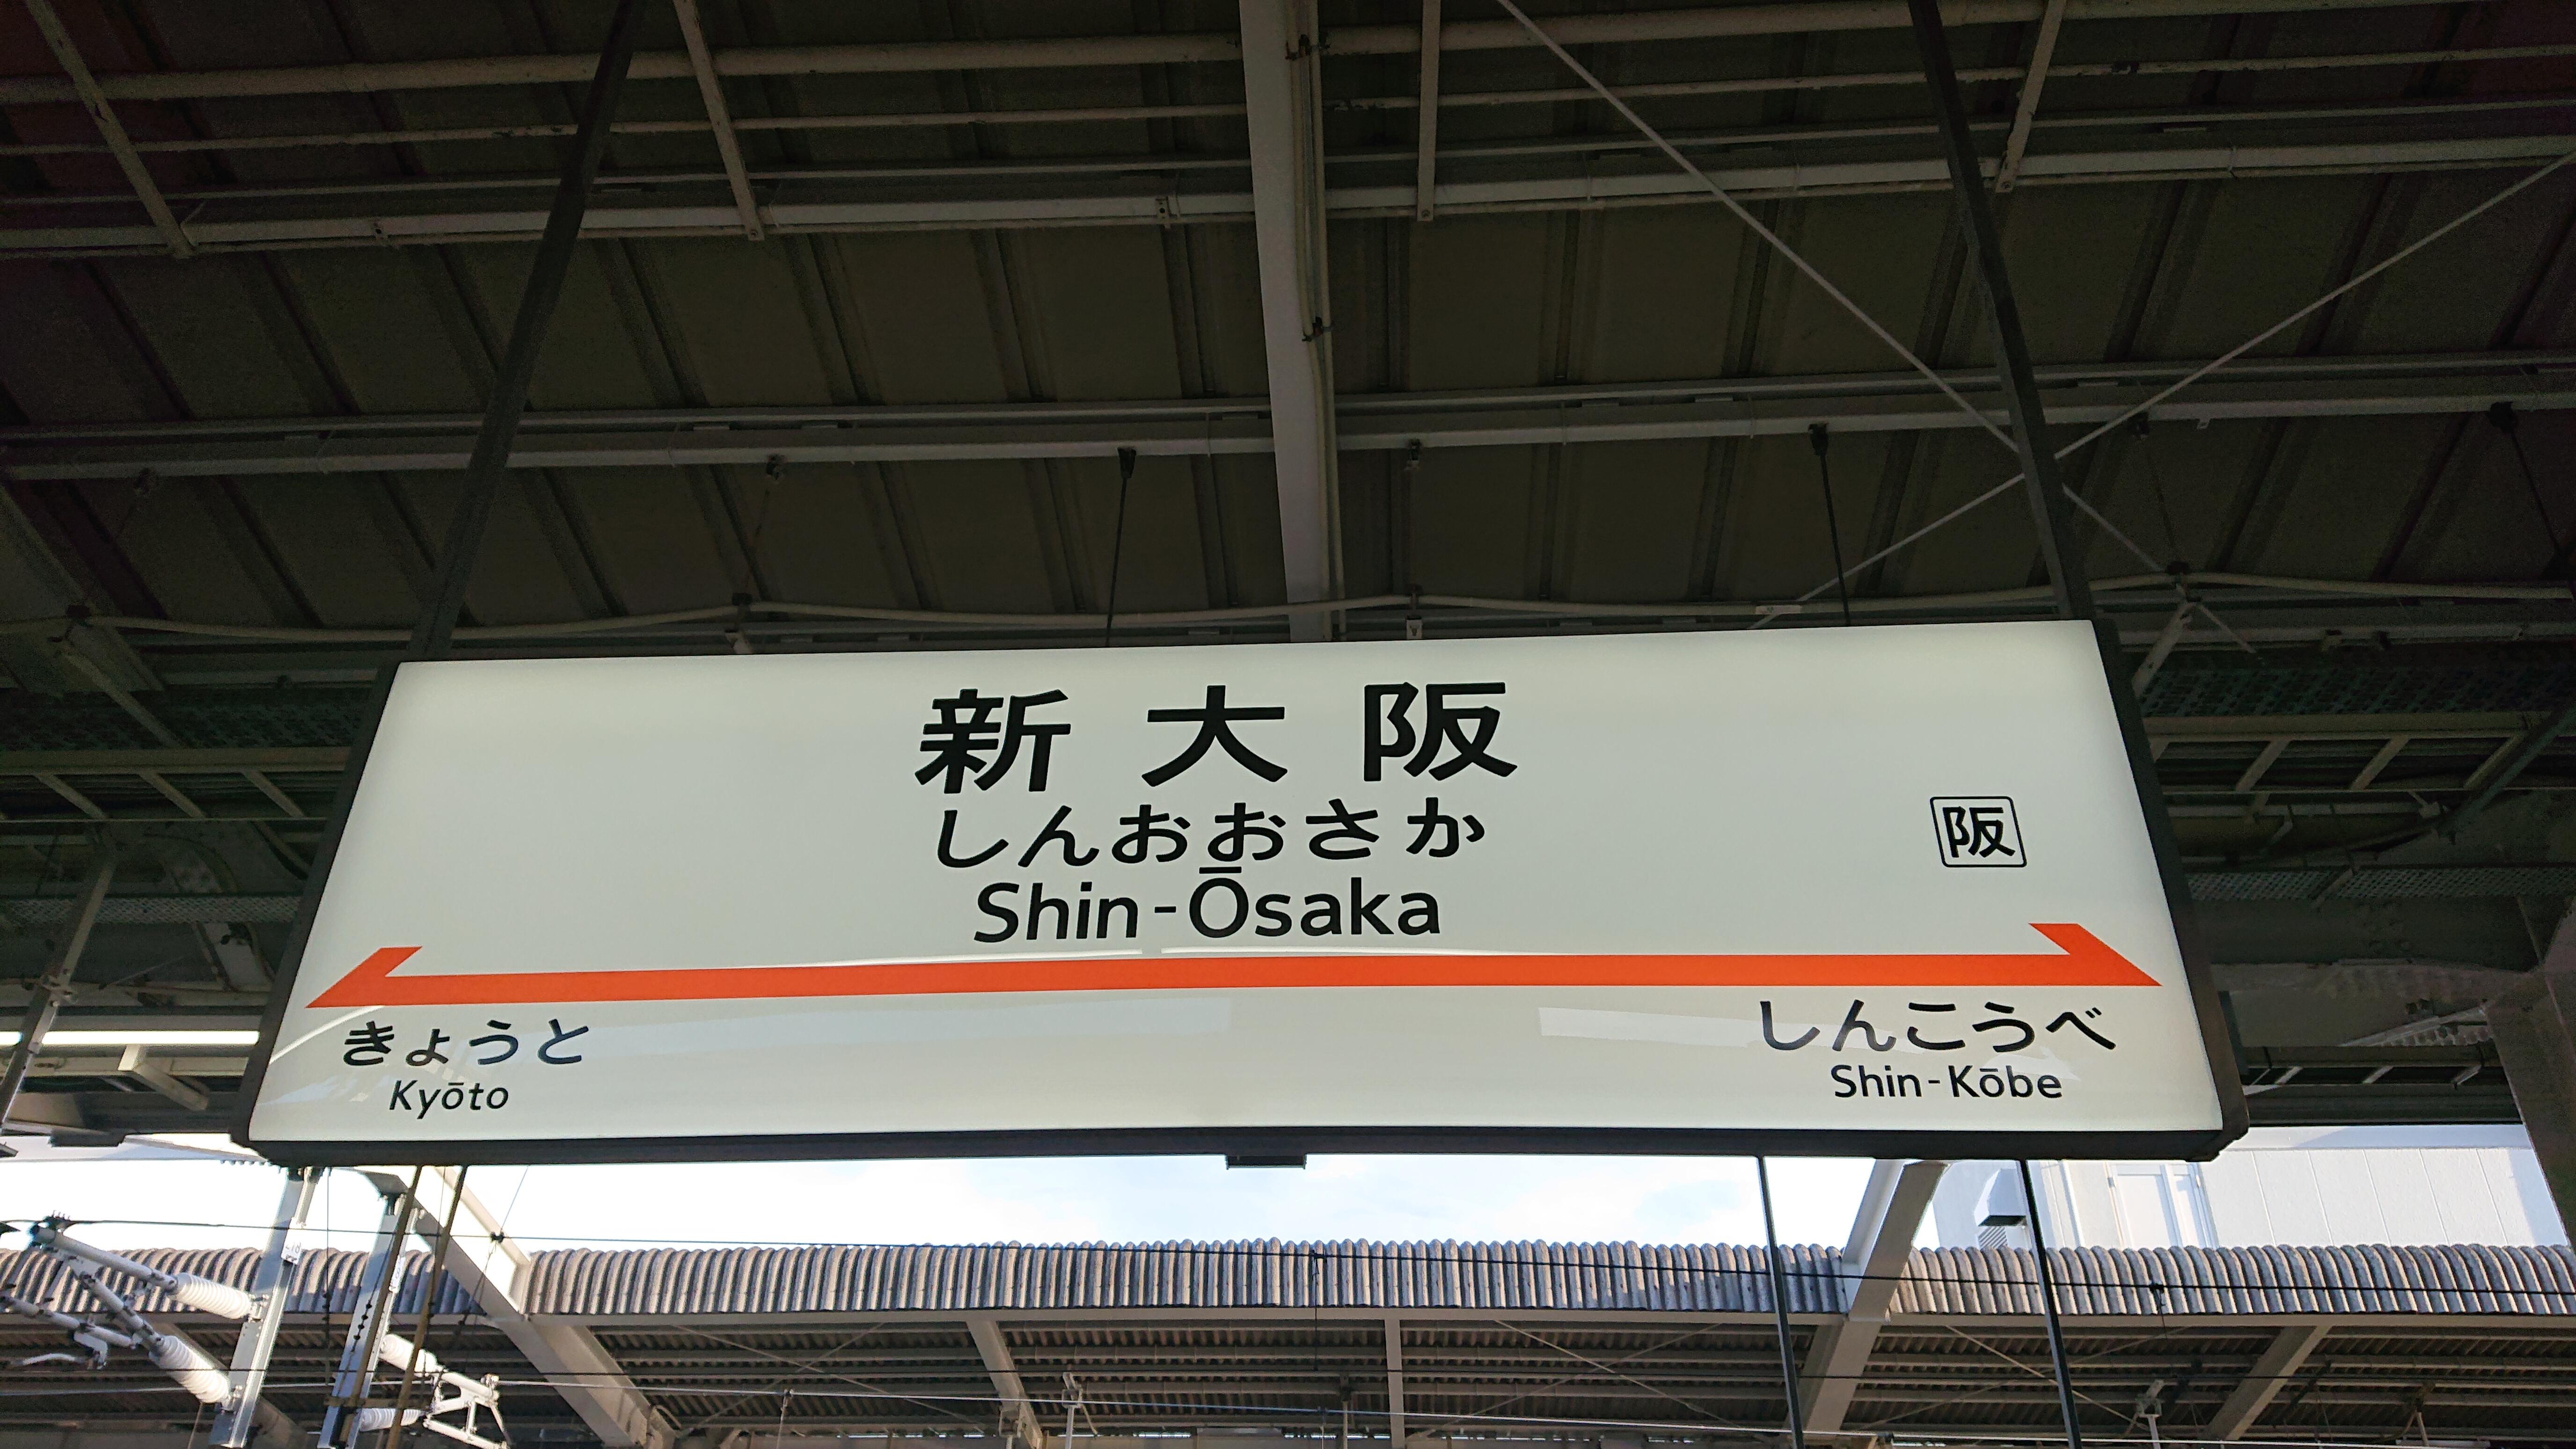 新大阪
しんおおさか
阪
Shin-Ōsaka
きょうと
Kyōto
しんこうべ
Shin-Kōbe